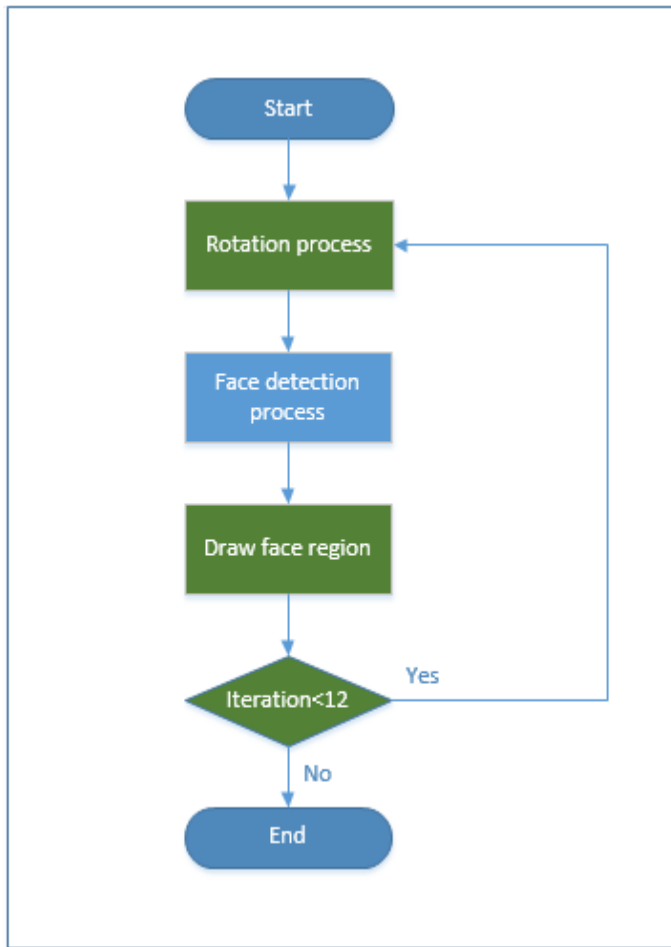 Start
Rotation process
Face detection
process
Draw face region
Iteration<12
Yes
No
End